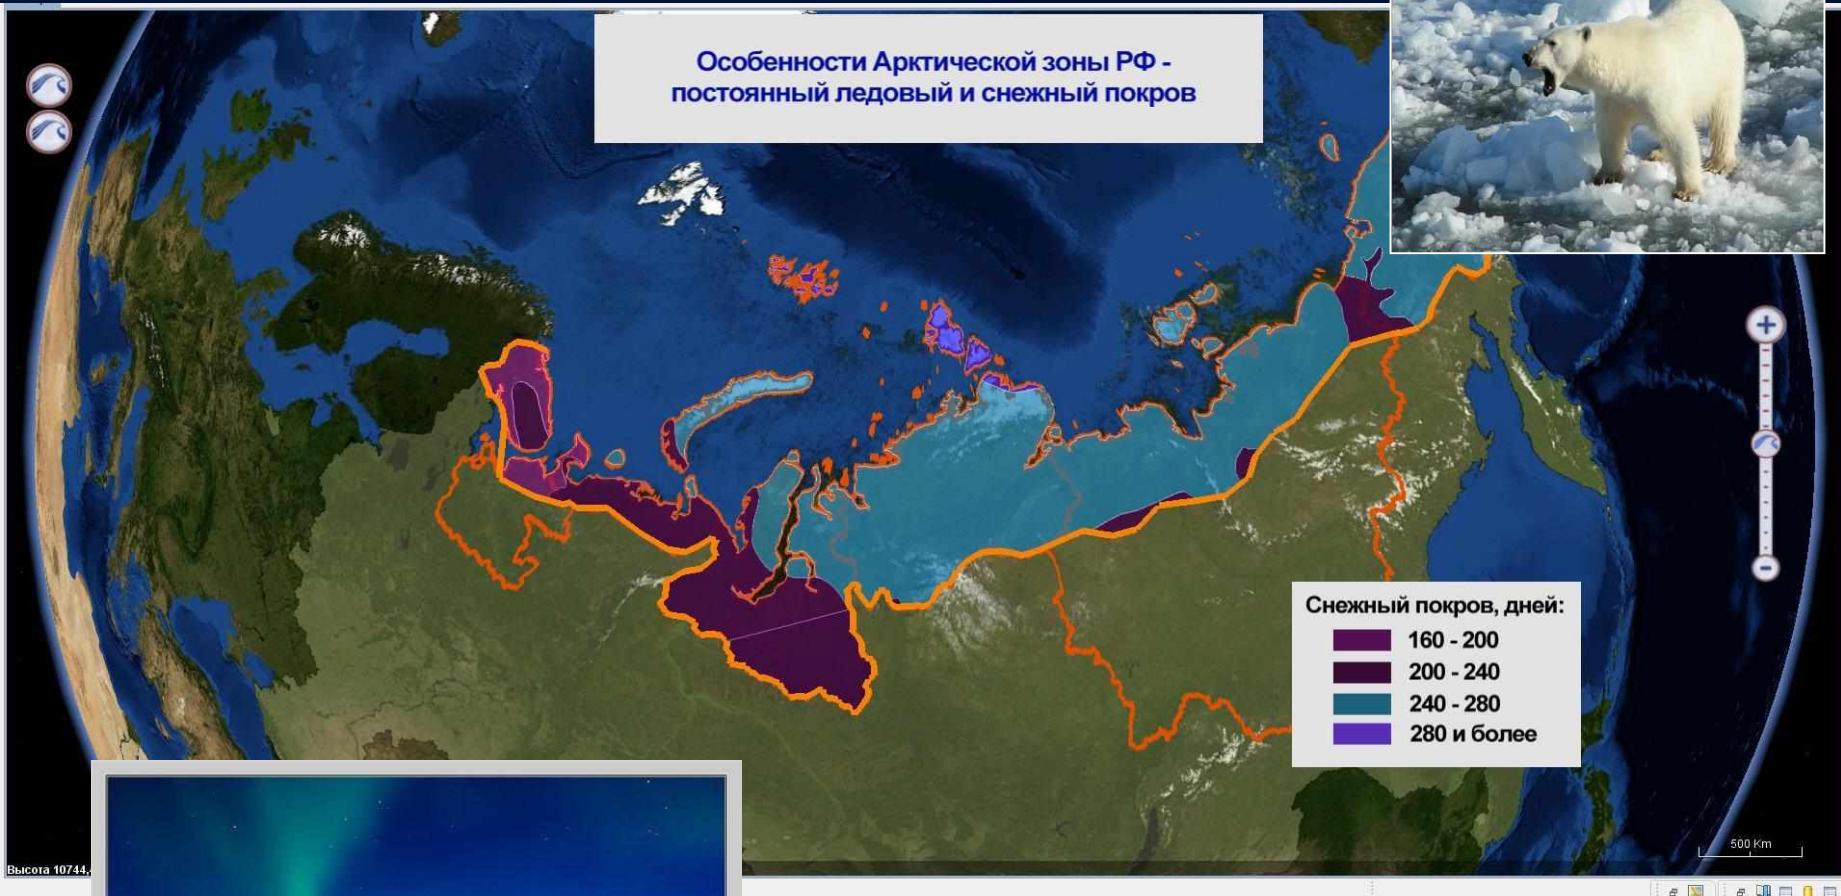 Особенности Арктической зоны РФ -
постоянный ледовый и снежный покров
Снежный покров, дней:
160 - 200
200 - 240
240 - 280
280 и более
500 Km
Высота 10744,